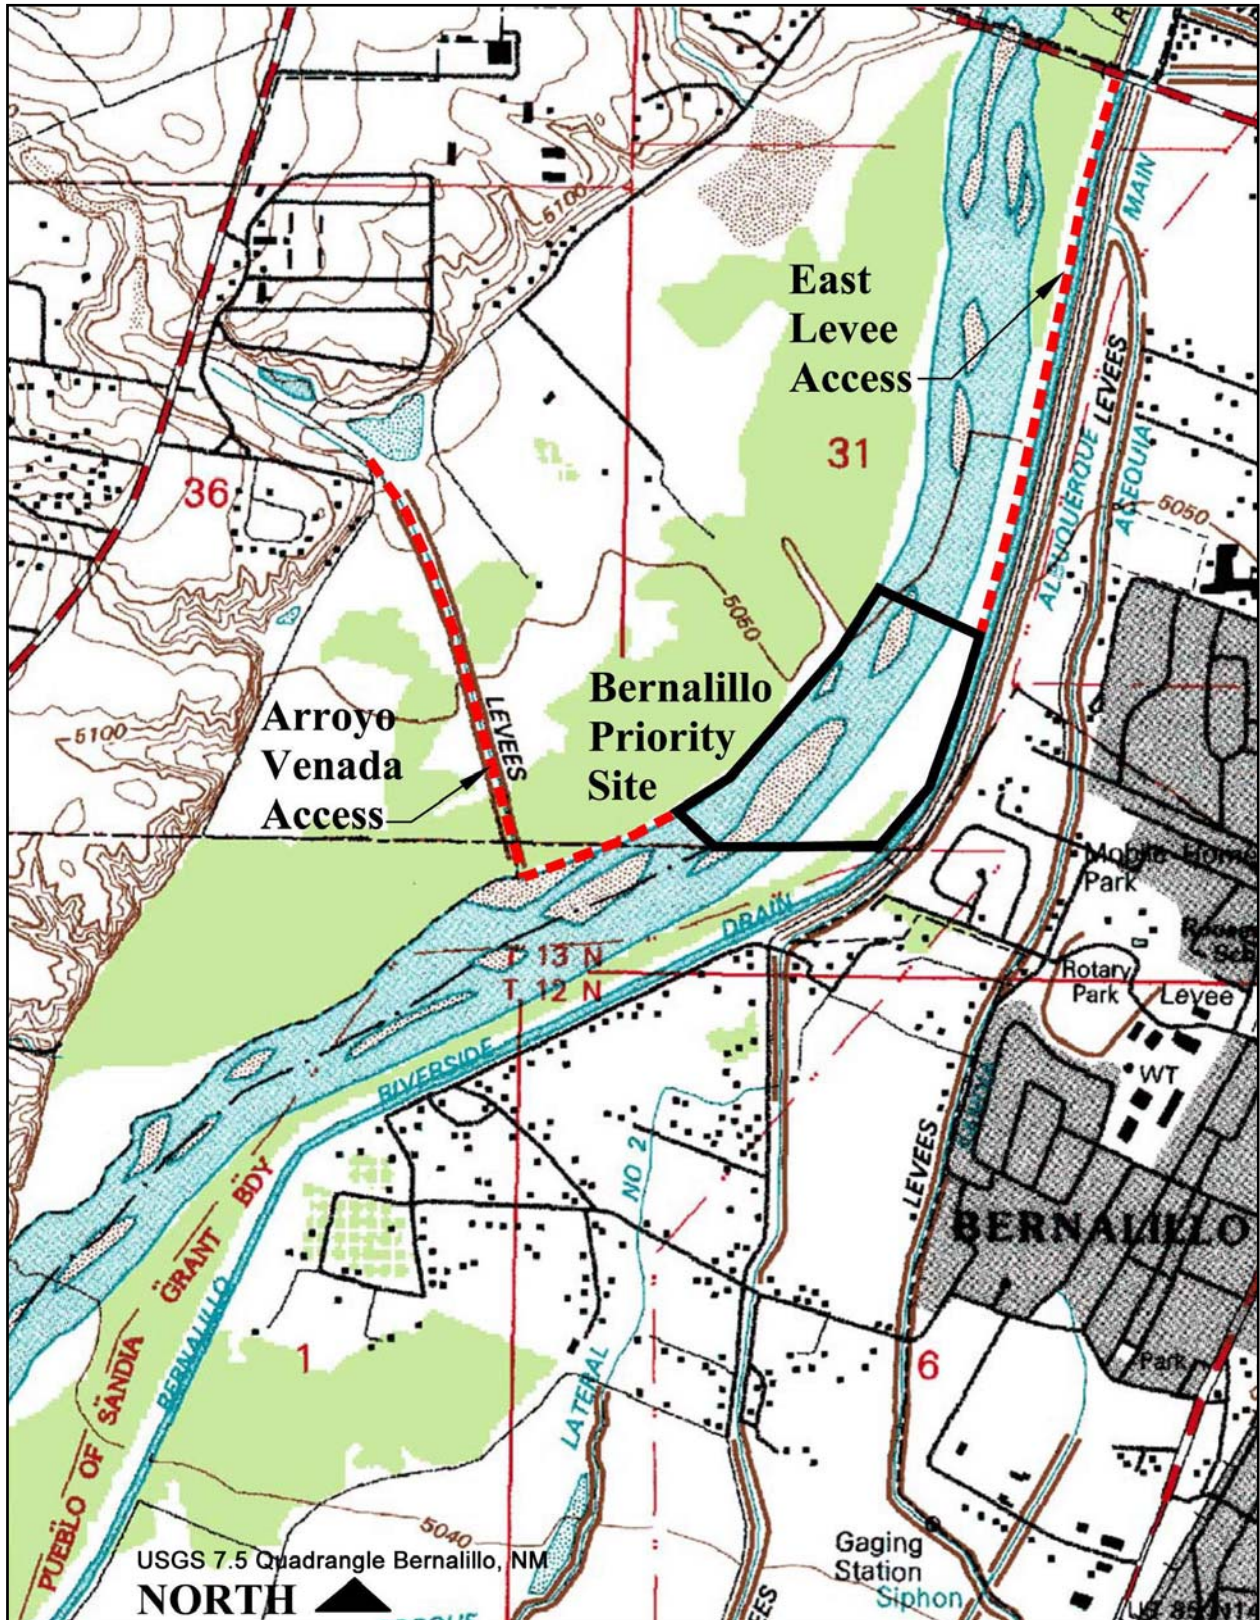 5100
MAIN
East
Levee
Access
31
36
LEVEES
ALBUQUERQUE
ACEQUIA
5050
5050
Bernalillo
Priority
Site
Arroyo
Venada
Access
LEVEES
5100
Mobile Home
Park
DRAIN
T 13 N
T 12 N
Rotary
Park
Levee
RIVERSIDE
WT
NO 2
LEVEES
BERNALILLO
PUEBLO OF SANDIA GRANT BDY
BERNALILLO
1
6
LATERAL
Park
5040
Gaging
Station
Siphon
USGS 7.5 Quadrangle Bernalillo, NM
NORTH